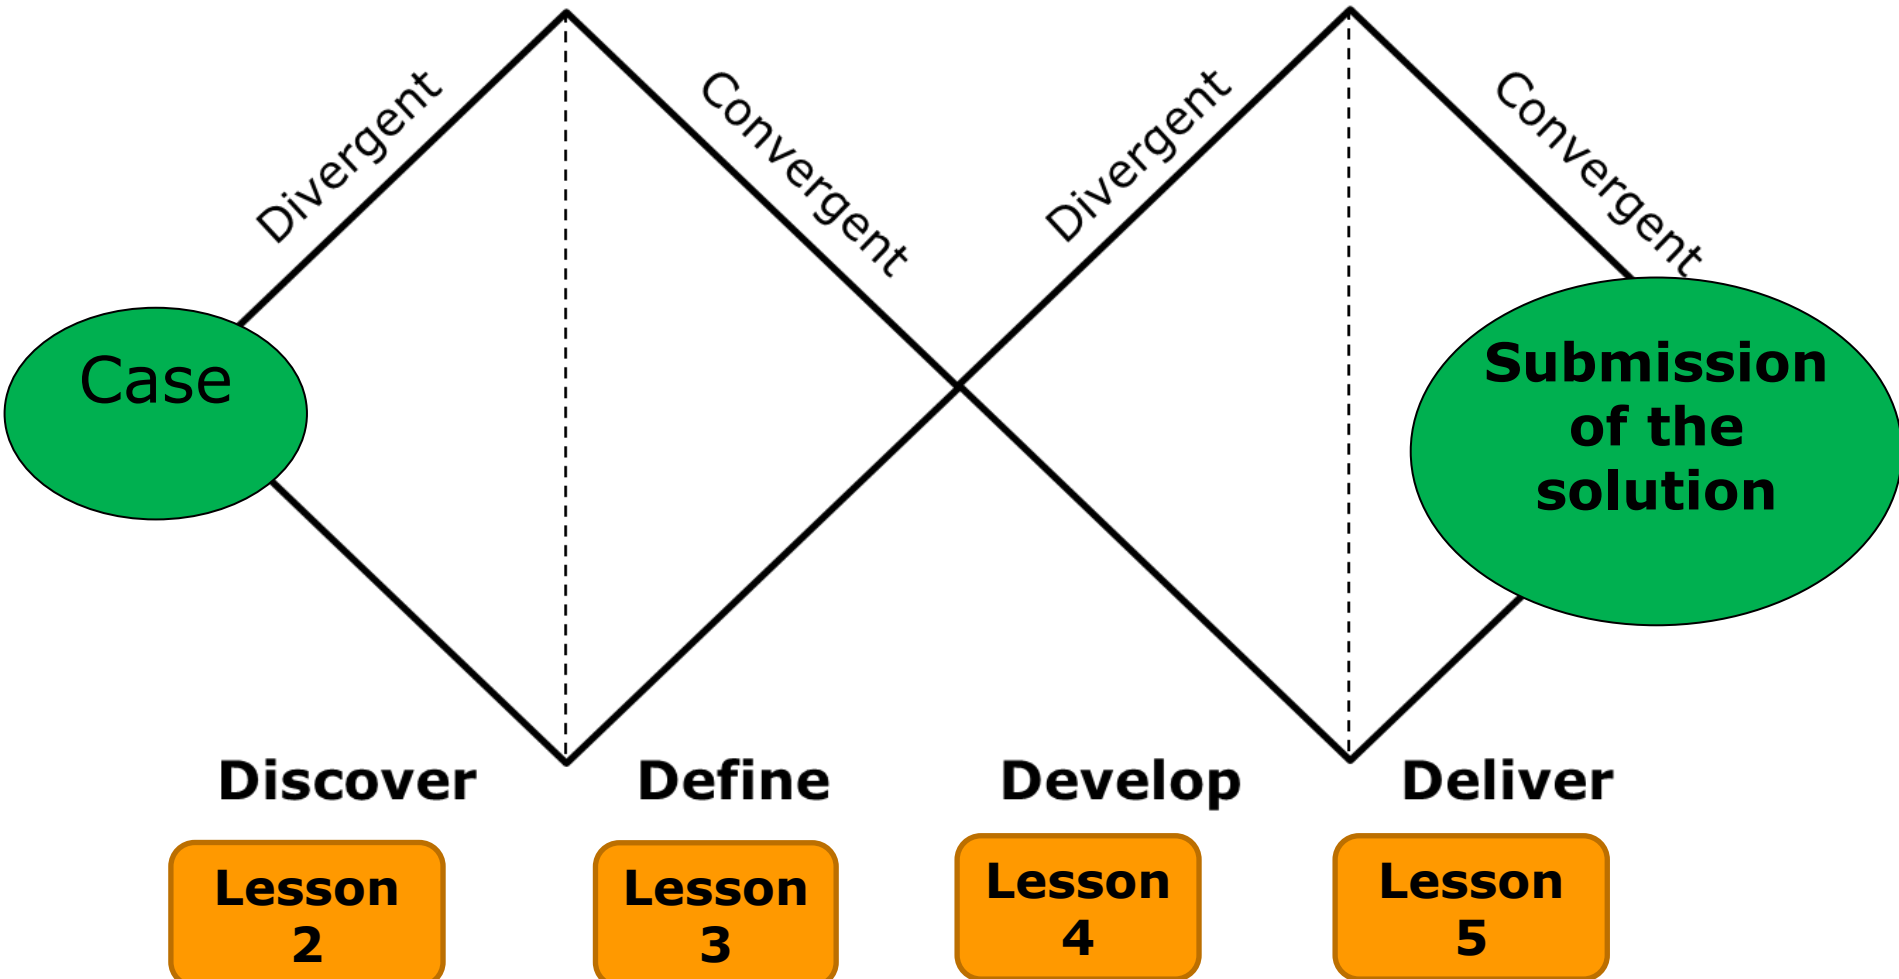 Divergent
Convergent
Divergent
Convergent
Case
Submission
of the
solution
Discover
Define
Develop
Deliver
Lesson
2
Lesson
3
Lesson
4
Lesson
5